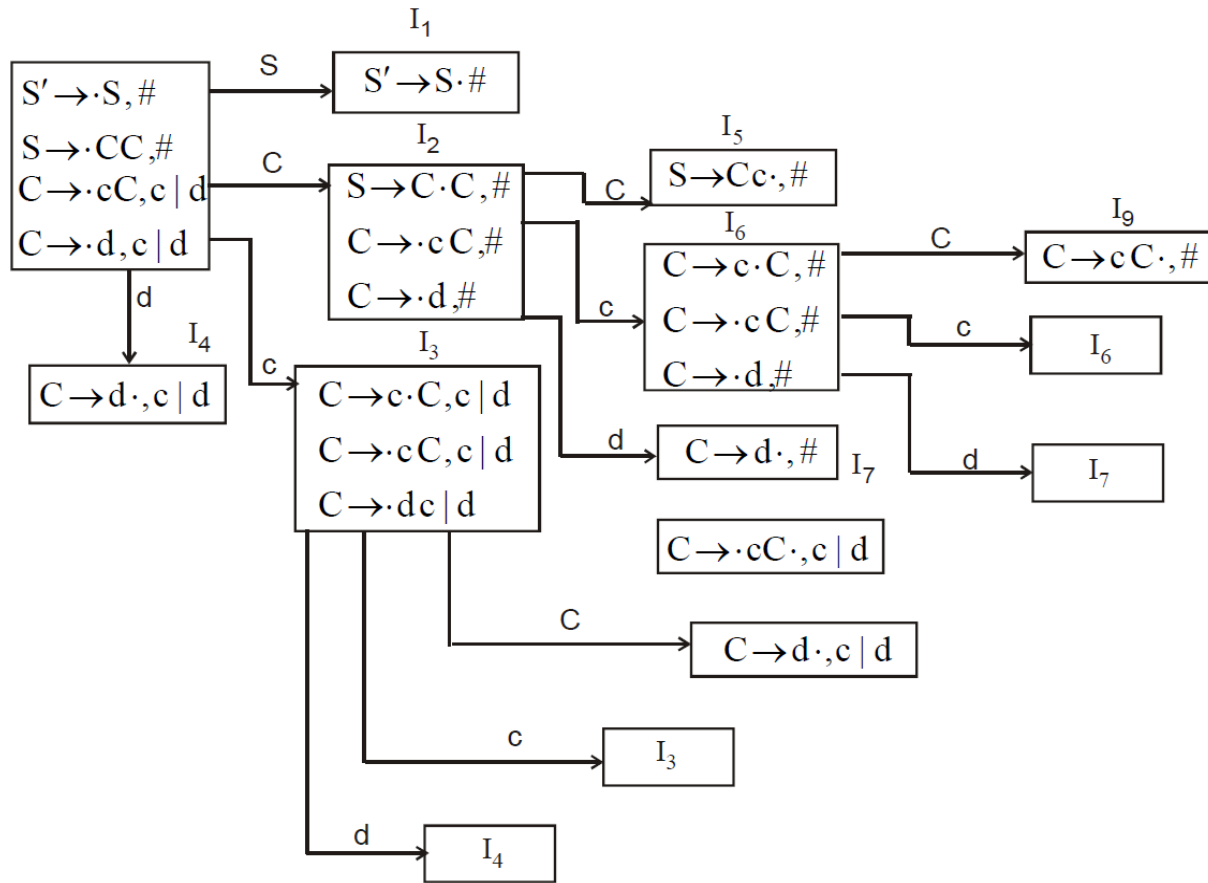 I₁
S
S′→S·#
S′→·S,#
S→·CC,#
C→·cC,c|d
C→·d,c|d
C
I₂
S→C·C,#
C→·cC,#
C→·d,#
C
I₅
S→Cc·,#
I₆
C→c·C,#
C→·cC,#
C→·d,#
C
I₉
C→cC·,#
c
c
I₆
d
I₄
C→d·,c|d
c
I₃
C→c·C,c|d
C→·cC,c|d
C→·dc|d
d
C→d·,#
I₇
d
I₇
C→·cC·,c|d
C
C→d·,c|d
c
I₃
d
I₄